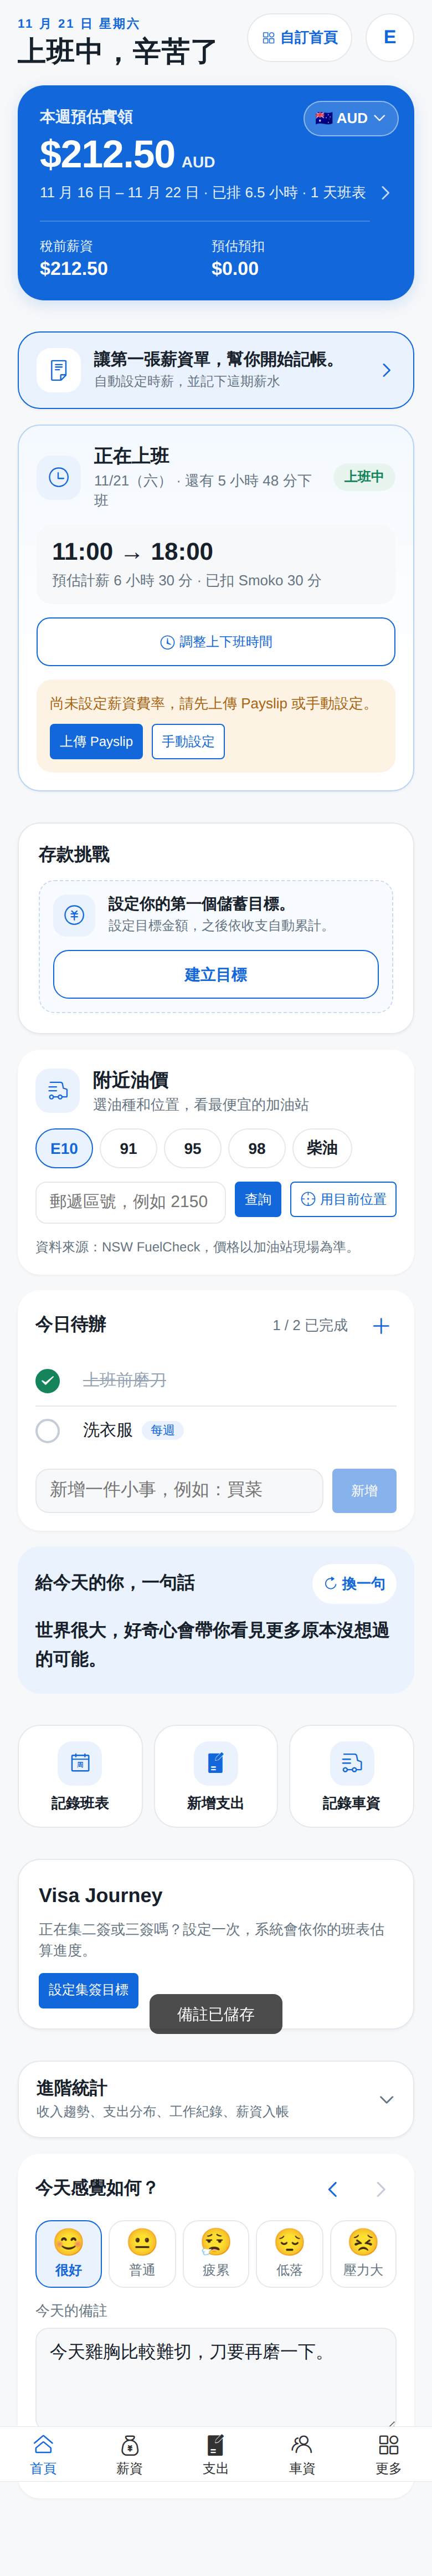 11 月 21 日 星期六
上班中，辛苦了
自訂首頁
E
本週預估實領
🇦🇺 AUD
$212.50 AUD
11 月 16 日 – 11 月 22 日 · 已排 6.5 小時 · 1 天班表
稅前薪資
預估預扣
$212.50
$0.00
讓第一張薪資單，幫你開始記帳。
自動設定時薪，並記下這期薪水
正在上班
11/21（六） · 還有 5 小時 48 分下
班
上班中
11:00 → 18:00
預估計薪 6 小時 30 分 · 已扣 Smoko 30 分
調整上下班時間
尚未設定薪資費率，請先上傳 Payslip 或手動設定。
上傳 Payslip
手動設定
存款挑戰
設定你的第一個儲蓄目標。
設定目標金額，之後依收支自動累計。
建立目標
附近油價
選油種和位置，看最便宜的加油站
E10
91
95
98
柴油
郵遞區號，例如 2150
查詢
用目前位置
資料來源：NSW FuelCheck，價格以加油站現場為準。
今日待辦
1 / 2 已完成
上班前磨刀
洗衣服
每週
新增一件小事，例如：買菜
新增
給今天的你，一句話
換一句
世界很大，好奇心會帶你看見更多原本沒想過
的可能。
周
記錄班表
新增支出
記錄車資
Visa Journey
正在集二簽或三簽嗎？設定一次，系統會依你的班表估
算進度。
設定集簽目標
備註已儲存
進階統計
收入趨勢、支出分布、工作紀錄、薪資入帳
今天感覺如何？
很好
普通
疲累
低落
壓力大
今天的備註
今天雞胸比較難切，刀要再磨一下。
首頁
薪資
支出
車資
更多